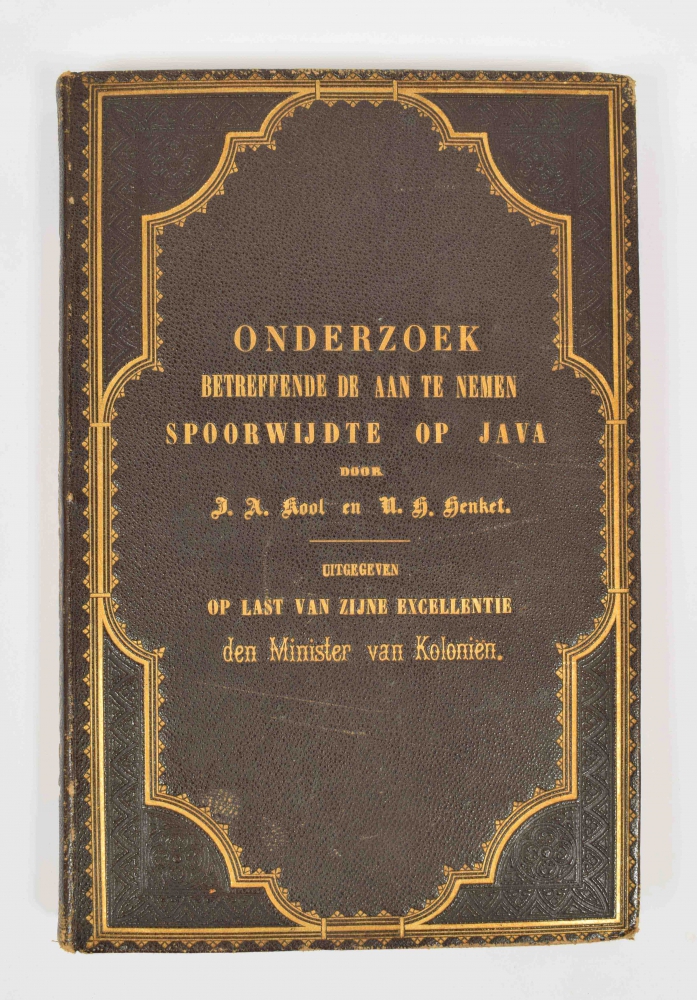 ONDERZOEK
BETREFFENDE DE AAN TE NEMEN
SPOORWIJDTE OP JAVA
DOOR
J. A. Kool en N. H. Henket.
UITGEGEVEN
OP LAST VAN ZIJNE EXCELLENTIE
den Minister van Koloniën.